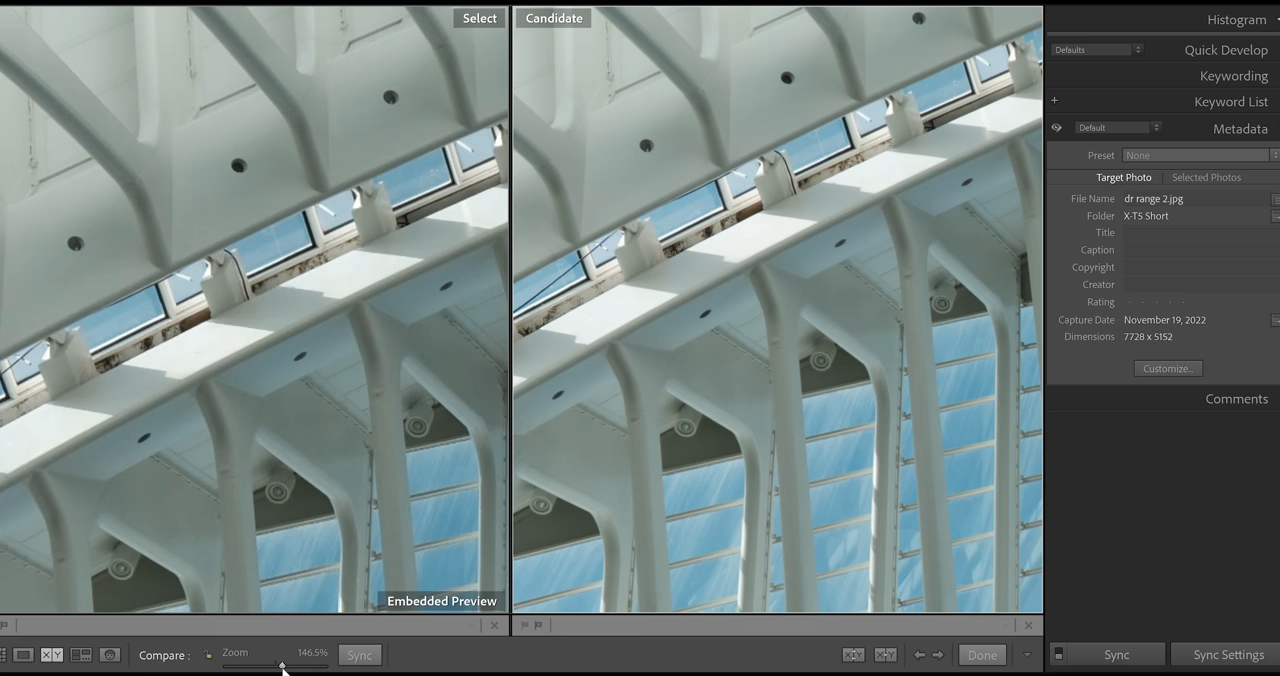 Select
Candidate
Histogram
Defaults
Quick Develop
Keywording
+
Keyword List
Default
Metadata
Preset None
Target Photo Selected Photos
File Name dr range 2.jpg
Folder X-T5 Short
Title
Caption
Copyright
Creator
Rating
Capture Date November 19, 2022
Dimensions 7728 x 5152
Customize...
Comments
Embedded Preview
XY Compare : Zoom 146.5% Sync
Done
Sync Sync Settings